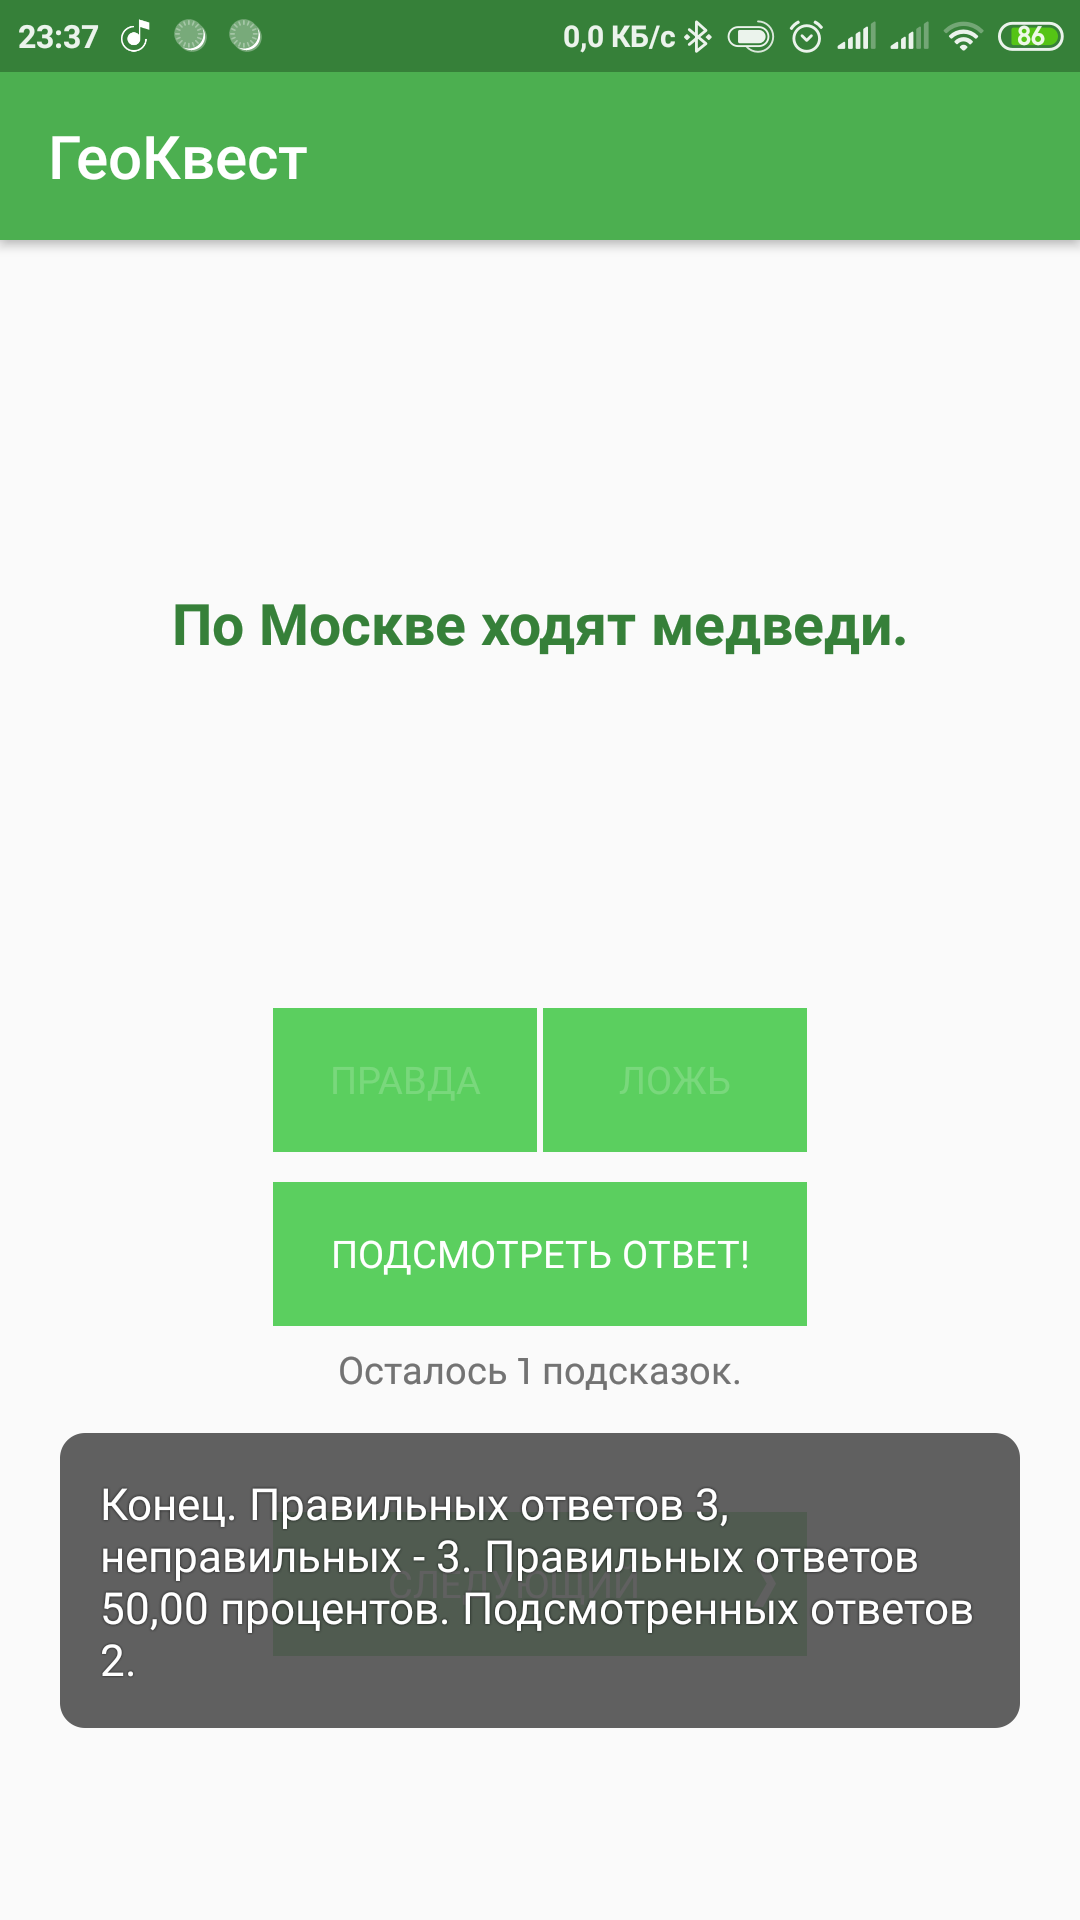 23:37 0,0 КБ/с 86
ГеоКвест
По Москве ходят медведи.
ПРАВДА ЛОЖЬ
ПОДСМОТРЕТЬ ОТВЕТ!
Осталось 1 подсказок.
Конец. Правильных ответов 3,
неправильных - 3. Правильных ответов
СЛЕДУЮЩИЙ
50,00 процентов. Подсмотренных ответов
2.